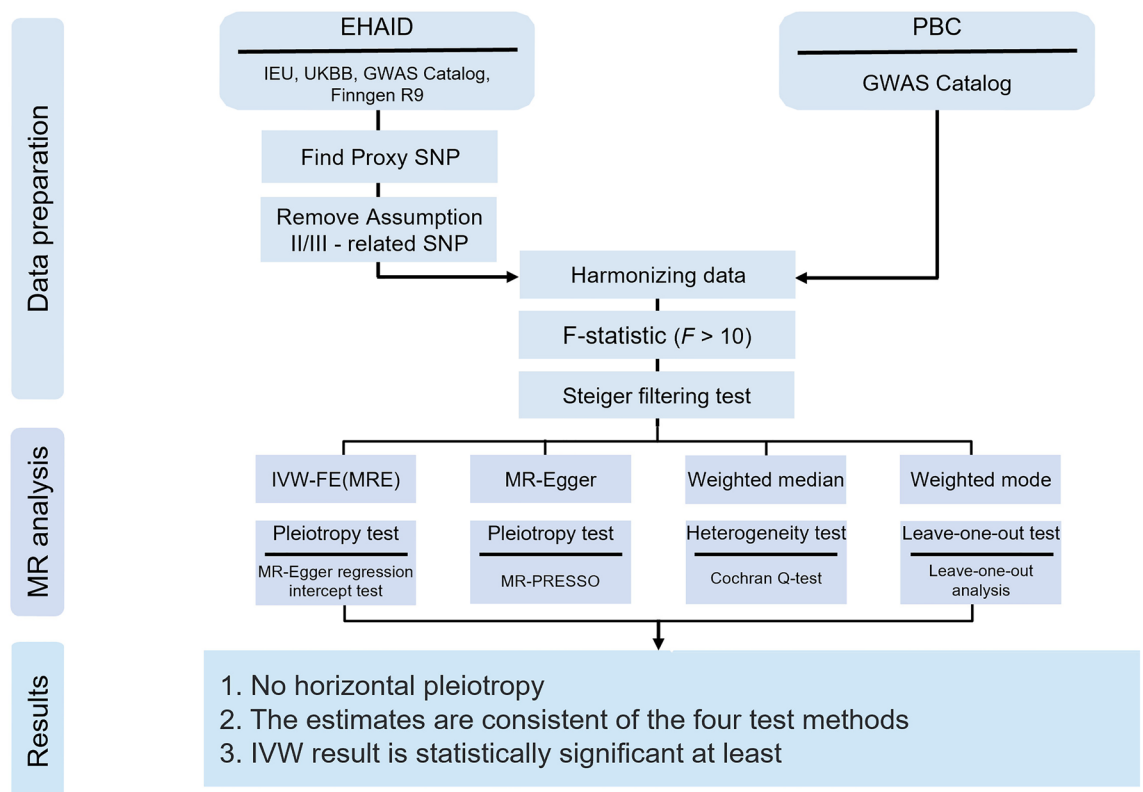 Data preparation
EHAID
IEU, UKBB, GWAS Catalog,
Finngen R9
PBC
GWAS Catalog
Find Proxy SNP
Remove Assumption
II/III - related SNP
Harmonizing data
F-statistic (F > 10)
Steiger filtering test
MR analysis
IVW-FE(MRE)
MR-Egger
Weighted median
Weighted mode
Pleiotropy test
MR-Egger regression
intercept test
Pleiotropy test
MR-PRESSO
Heterogeneity test
Cochran Q-test
Leave-one-out test
Leave-one-out
analysis
Results
1. No horizontal pleiotropy
2. The estimates are consistent of the four test methods
3. IVW result is statistically significant at least